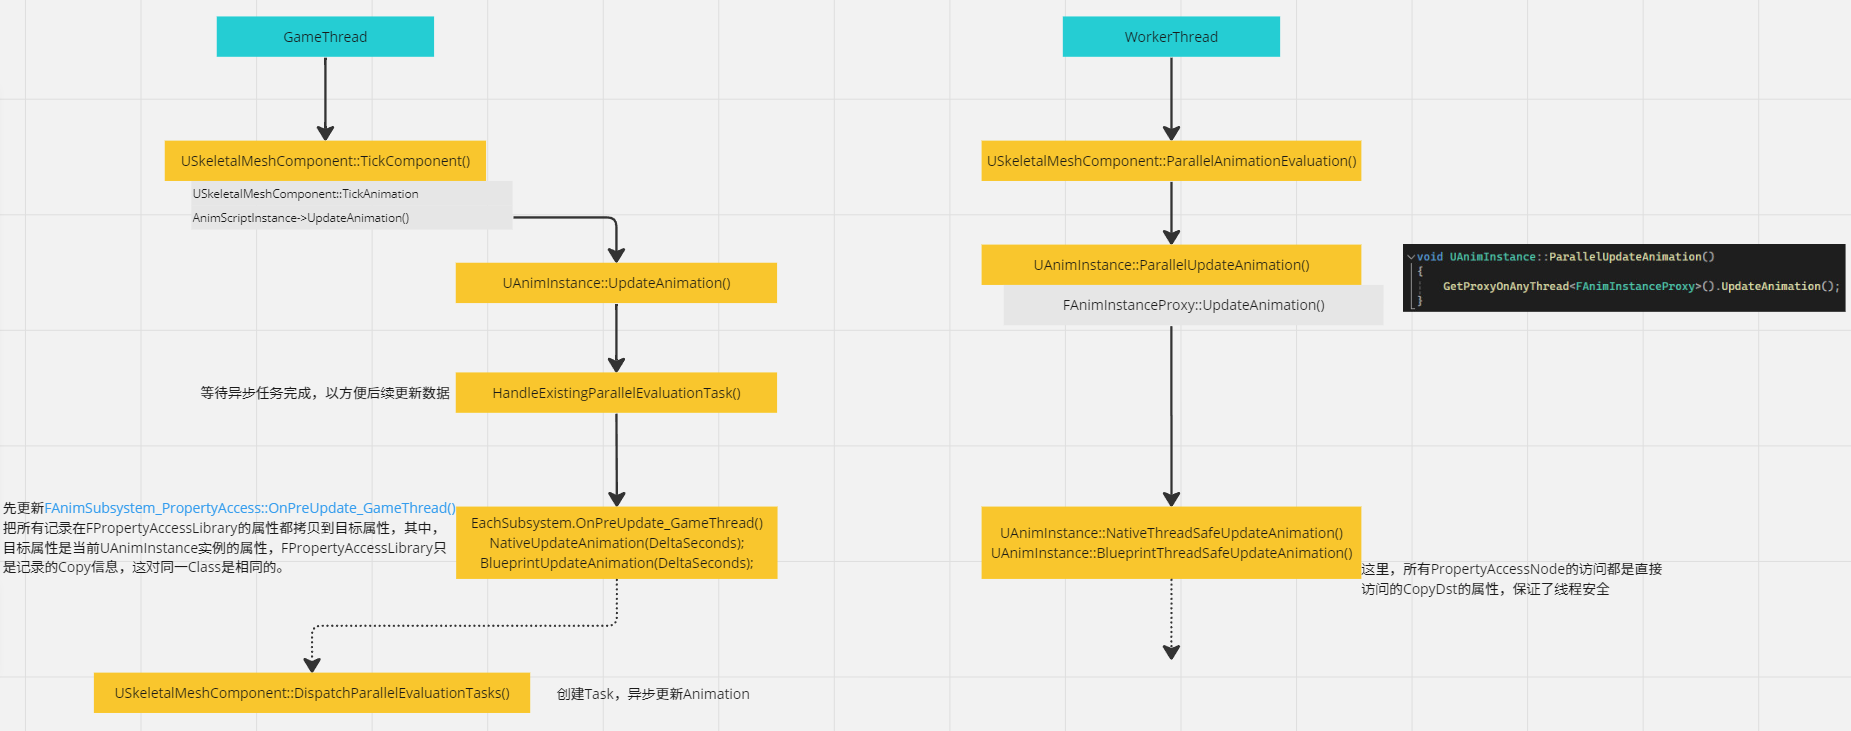 GameThread
USkeletalMeshComponent::TickComponent()
USkeletalMeshComponent::TickAnimation
AnimScriptInstance->UpdateAnimation()
UAnimInstance::UpdateAnimation()
等待异步任务完成，以方便后续更新数据
HandleExistingParallelEvaluationTask()
先更新FAnimSubsystem_PropertyAccess::OnPreUpdate_GameThread()
把所有记录在FPropertyAccessLibrary的属性都拷贝到目标属性，其中，
目标属性是当前UAnimInstance实例的属性，FPropertyAccessLibrary只
是记录的Copy信息，这对同一Class是相同的。
EachSubsystem.OnPreUpdate_GameThread()
NativeUpdateAnimation(DeltaSeconds);
BlueprintUpdateAnimation(DeltaSeconds);
USkeletalMeshComponent::DispatchParallelEvaluationTasks()
创建Task，异步更新Animation
WorkerThread
USkeletalMeshComponent::ParallelAnimationEvaluation()
UAnimInstance::ParallelUpdateAnimation()
FAnimInstanceProxy::UpdateAnimation()
void UAnimInstance::ParallelUpdateAnimation()
{
GetProxyOnAnyThread<FAnimInstanceProxy>().UpdateAnimation();
}
UAnimInstance::NativeThreadSafeUpdateAnimation()
UAnimInstance::BlueprintThreadSafeUpdateAnimation()
这里，所有PropertyAccessNode的访问都是直接
访问的CopyDst的属性，保证了线程安全